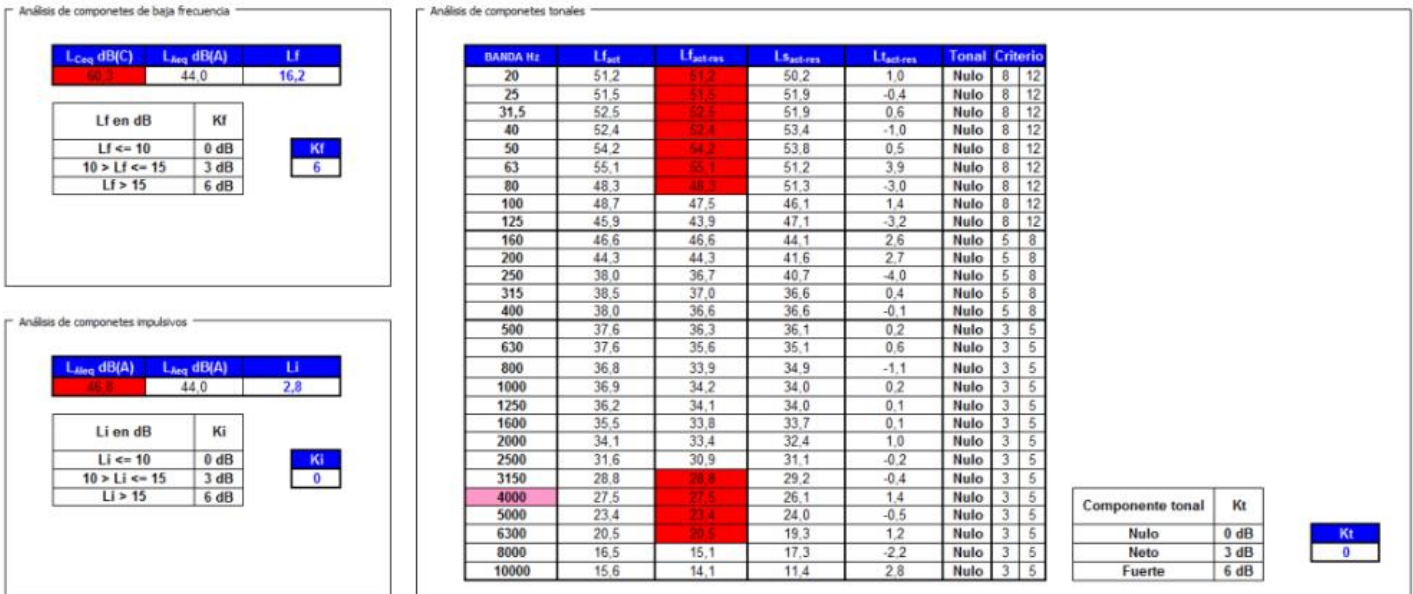 Análisis de componetes de baja frecuencia
LCeq dB(C) LAeq dB(A) Lf
60,3 44,0 16,2
Lf en dB Kf
Lf <= 10 0 dB
10 > Lf <= 15 3 dB
Lf > 15 6 dB
Kf
6
Análisis de componetes impulsivos
LAIeq dB(A) LAeq dB(A) Li
46,8 44,0 2,8
Li en dB Ki
Li <= 10 0 dB
10 > Li <= 15 3 dB
Li > 15 6 dB
Ki
0
Análisis de componetes tonales
BANDA Hz Lfact Lfact-res Lsact-res Ltact-res Tonal Criterio
20 51,2 51,2 50,2 1,0 Nulo 8 12
25 51,5 51,5 51,9 -0,4 Nulo 8 12
31,5 52,5 52,5 51,9 0,6 Nulo 8 12
40 52,4 52,4 53,4 -1,0 Nulo 8 12
50 54,2 54,2 53,8 0,5 Nulo 8 12
63 55,1 55,1 51,2 3,9 Nulo 8 12
80 48,3 48,3 51,3 -3,0 Nulo 8 12
100 48,7 47,5 46,1 1,4 Nulo 8 12
125 45,9 43,9 47,1 -3,2 Nulo 8 12
160 46,6 46,6 44,1 2,6 Nulo 5 8
200 44,3 44,3 41,6 2,7 Nulo 5 8
250 38,0 36,7 40,7 -4,0 Nulo 5 8
315 38,5 37,0 36,6 0,4 Nulo 5 8
400 38,0 36,6 36,6 -0,1 Nulo 5 8
500 37,6 36,3 36,1 0,2 Nulo 3 5
630 37,6 35,6 35,1 0,6 Nulo 3 5
800 36,8 33,9 34,9 -1,1 Nulo 3 5
1000 36,9 34,2 34,0 0,2 Nulo 3 5
1250 36,2 34,1 34,0 0,1 Nulo 3 5
1600 35,5 33,8 33,7 0,1 Nulo 3 5
2000 34,1 33,4 32,4 1,0 Nulo 3 5
2500 31,6 30,9 31,1 -0,2 Nulo 3 5
3150 28,8 28,8 29,2 -0,4 Nulo 3 5
4000 27,5 27,5 26,1 1,4 Nulo 3 5
5000 23,4 23,4 24,0 -0,5 Nulo 3 5
6300 20,5 20,5 19,3 1,2 Nulo 3 5
8000 16,5 15,1 17,3 -2,2 Nulo 3 5
10000 15,6 14,1 11,4 2,8 Nulo 3 5
Componente tonal Kt
Nulo 0 dB
Neto 3 dB
Fuerte 6 dB
Kt
0